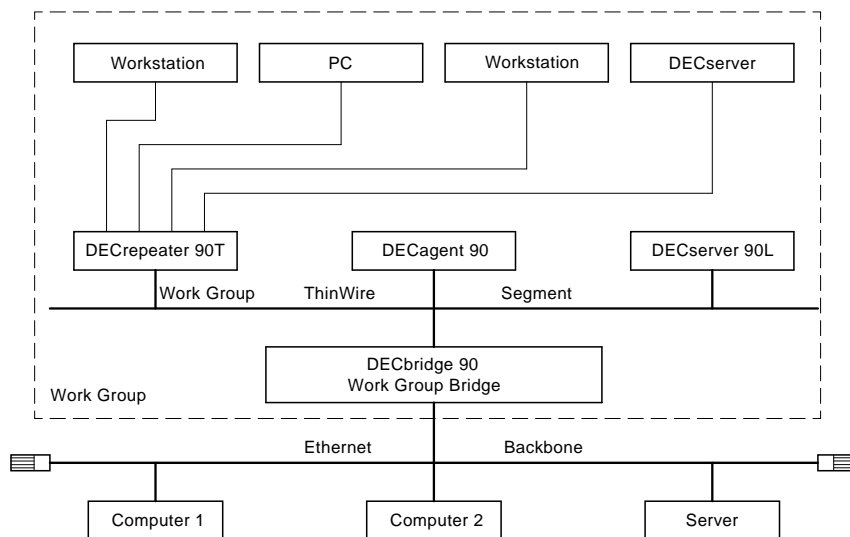 Workstation
PC
Workstation
DECserver
DECrepeater 90T
DECagent 90
DECserver 90L
Work Group ThinWire Segment
DECbridge 90
Work Group Bridge
Work Group
Ethernet Backbone
Computer 1
Computer 2
Server